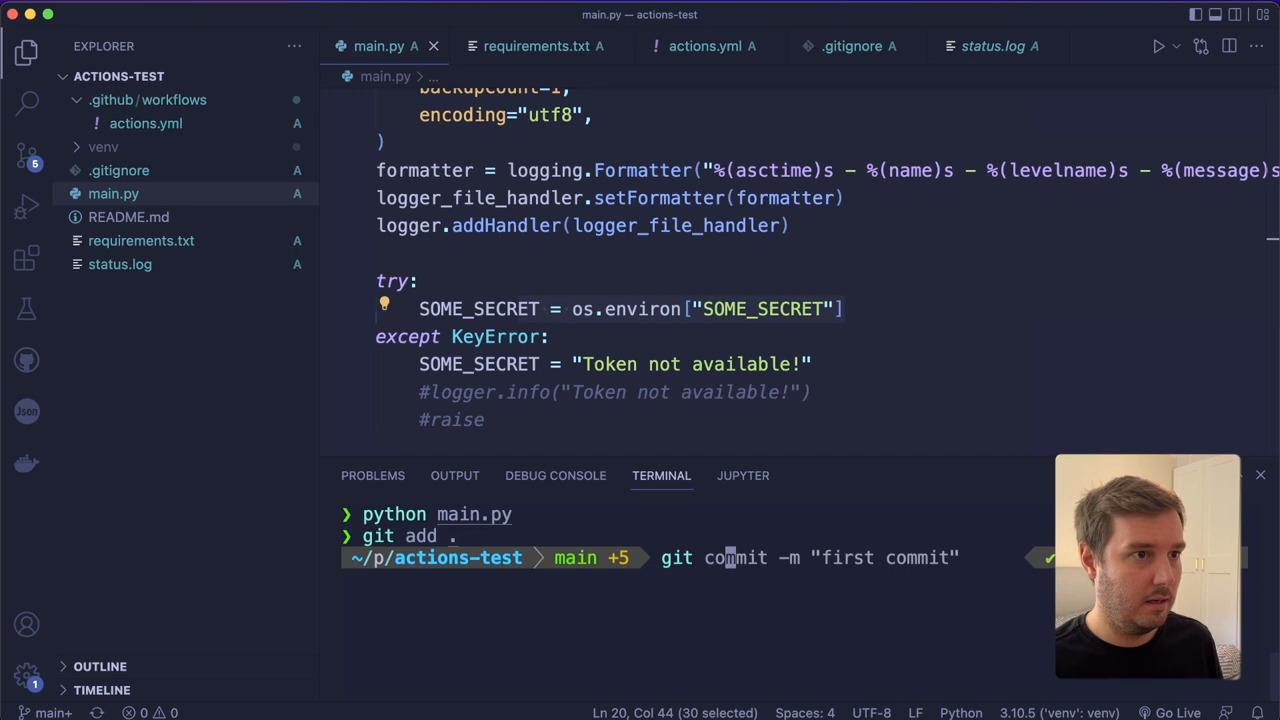 main.py — actions-test
EXPLORER
ACTIONS-TEST
.github/workflows
actions.yml A
venv
.gitignore A
main.py A
README.md
requirements.txt A
status.log A
OUTLINE
TIMELINE
5
Json
1
main.py A
requirements.txt A
actions.yml A
.gitignore A
status.log A
main.py > ...
backupCount=1,
encoding="utf8",
)
formatter = logging.Formatter("%(asctime)s - %(name)s - %(levelname)s - %(message)s
logger_file_handler.setFormatter(formatter)
logger.addHandler(logger_file_handler)
try:
SOME_SECRET = os.environ["SOME_SECRET"]
except KeyError:
SOME_SECRET = "Token not available!"
#logger.info("Token not available!")
#raise
PROBLEMS OUTPUT DEBUG CONSOLE TERMINAL JUPYTER
❯ python main.py
❯ git add .
~/p/actions-test main +5 git commit -m "first commit" ✔
main+ 0 0 Ln 20, Col 44 (30 selected) Spaces: 4 UTF-8 LF Python 3.10.5 ('venv': venv) Go Live